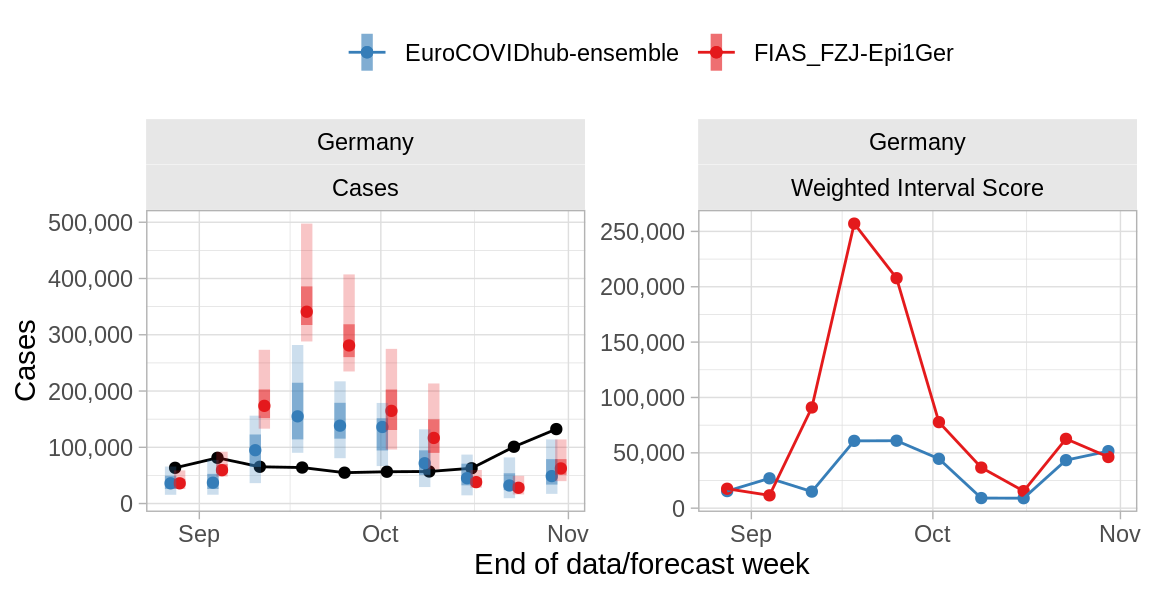 EuroCOVIDhub-ensemble FIAS_FZJ-Epi1Ger
Germany
Cases
Cases
500,000
400,000
300,000
200,000
100,000
0
Sep Oct Nov
Germany
Weighted Interval Score
250,000
200,000
150,000
100,000
50,000
0
Sep Oct Nov
End of data/forecast week